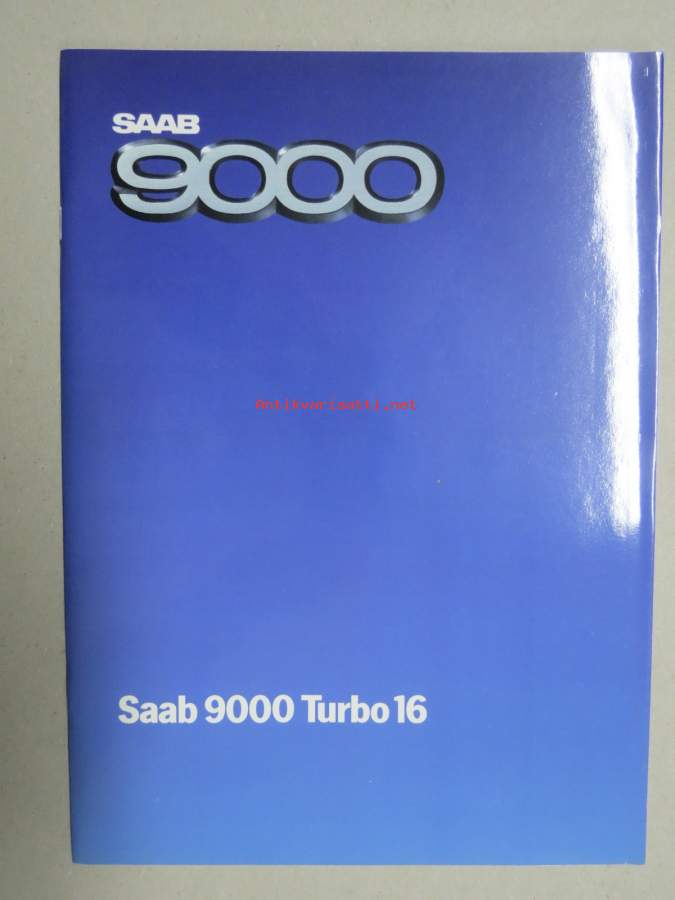 SAAB
9000
Antikvariaatti.net
Saab 9000 Turbo 16